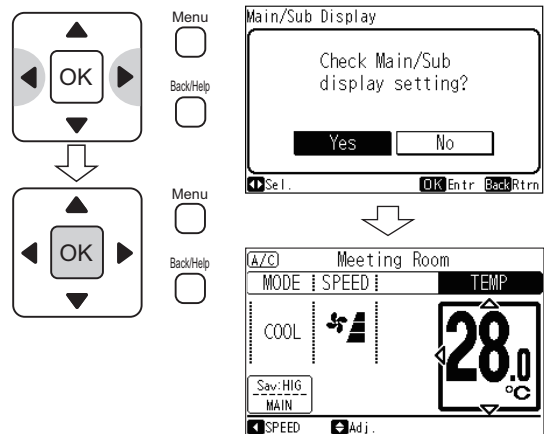 Menu
OK
Back/Help
Menu
OK
Back/Help
Main/Sub Display
Check Main/Sub
display setting?
Yes No
Sel. OK Entr Back Rtrn
A/C Meeting Room
MODE SPEED TEMP
COOL 28.0
°C
Sav:HIG
MAIN
SPEED Adj.